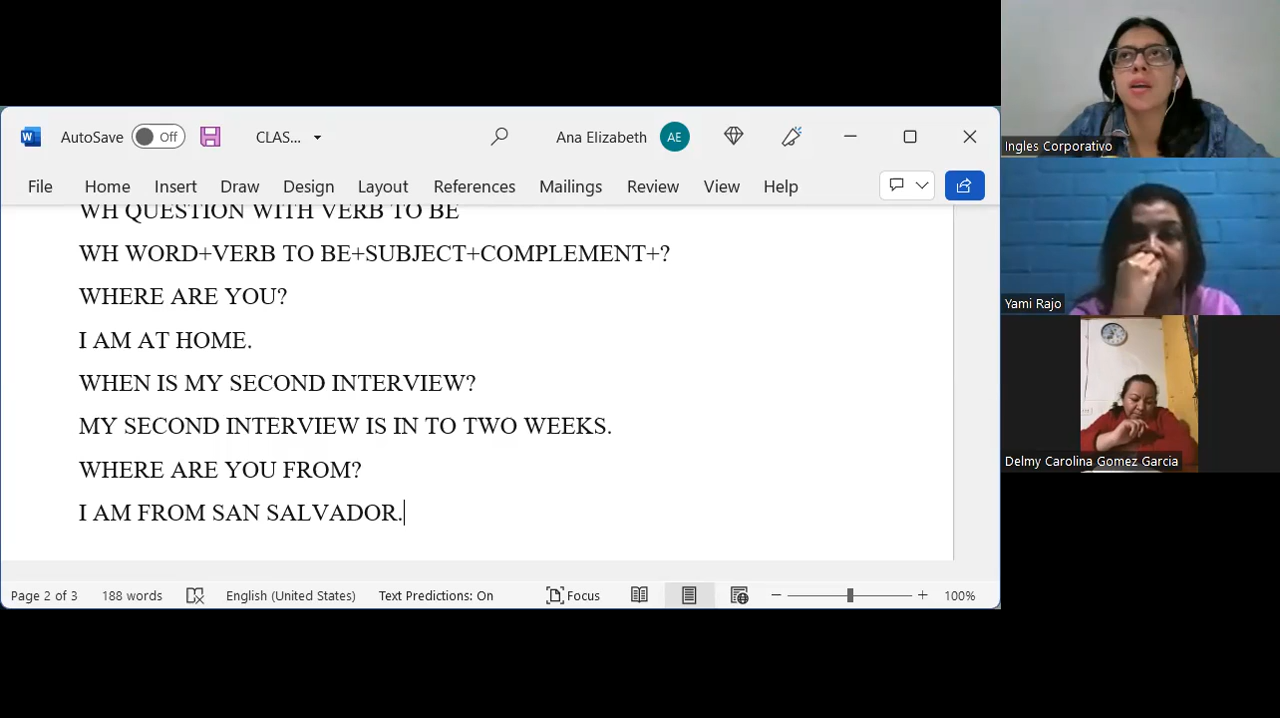 AutoSave Off CLAS... Ana Elizabeth AE
File Home Insert Draw Design Layout References Mailings Review View Help
WH QUESTION WITH VERB TO BE
WH WORD+VERB TO BE+SUBJECT+COMPLEMENT+?
WHERE ARE YOU?
I AM AT HOME.
WHEN IS MY SECOND INTERVIEW?
MY SECOND INTERVIEW IS IN TO TWO WEEKS.
WHERE ARE YOU FROM?
I AM FROM SAN SALVADOR.
Page 2 of 3 188 words English (United States) Text Predictions: On Focus 100%
Ingles Corporativo
Yami Rajo
Delmy Carolina Gomez Garcia